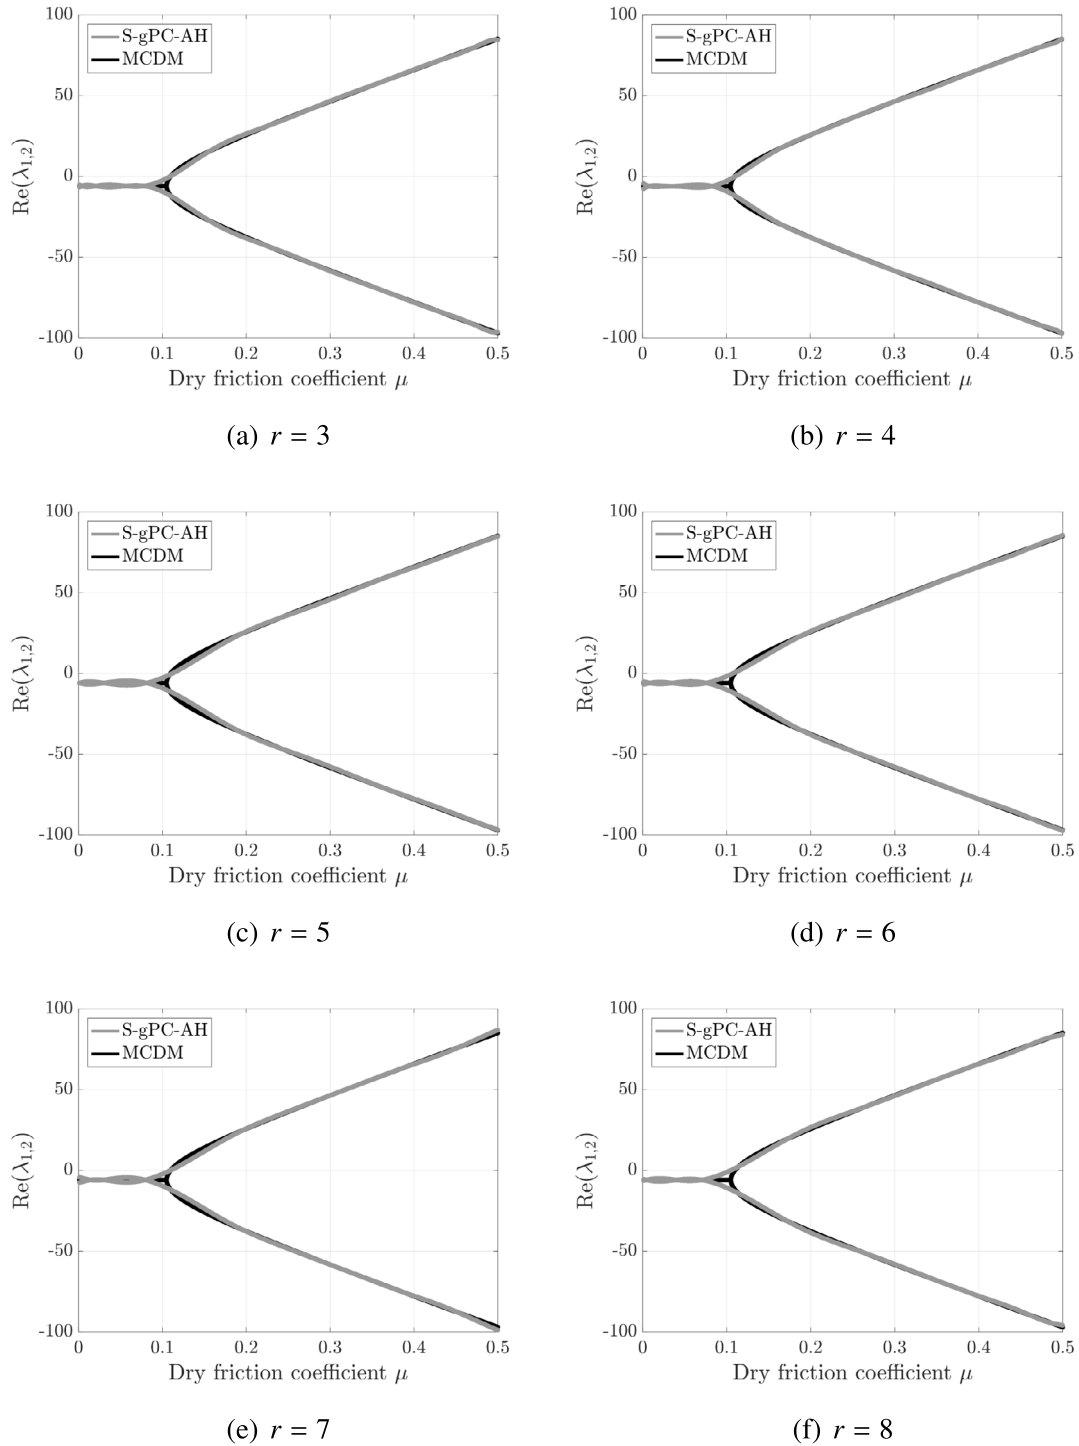 100
50
0
-50
-100
0 0.1 0.2 0.3 0.4 0.5
Re(λ1,2)
S-gPC-AH
MCDM
Dry friction coefficient μ
(a) r = 3
100
50
0
-50
-100
0 0.1 0.2 0.3 0.4 0.5
Re(λ1,2)
S-gPC-AH
MCDM
Dry friction coefficient μ
(b) r = 4
100
50
0
-50
-100
0 0.1 0.2 0.3 0.4 0.5
Re(λ1,2)
S-gPC-AH
MCDM
Dry friction coefficient μ
(c) r = 5
100
50
0
-50
-100
0 0.1 0.2 0.3 0.4 0.5
Re(λ1,2)
S-gPC-AH
MCDM
Dry friction coefficient μ
(d) r = 6
100
50
0
-50
-100
0 0.1 0.2 0.3 0.4 0.5
Re(λ1,2)
S-gPC-AH
MCDM
Dry friction coefficient μ
(e) r = 7
100
50
0
-50
-100
0 0.1 0.2 0.3 0.4 0.5
Re(λ1,2)
S-gPC-AH
MCDM
Dry friction coefficient μ
(f) r = 8